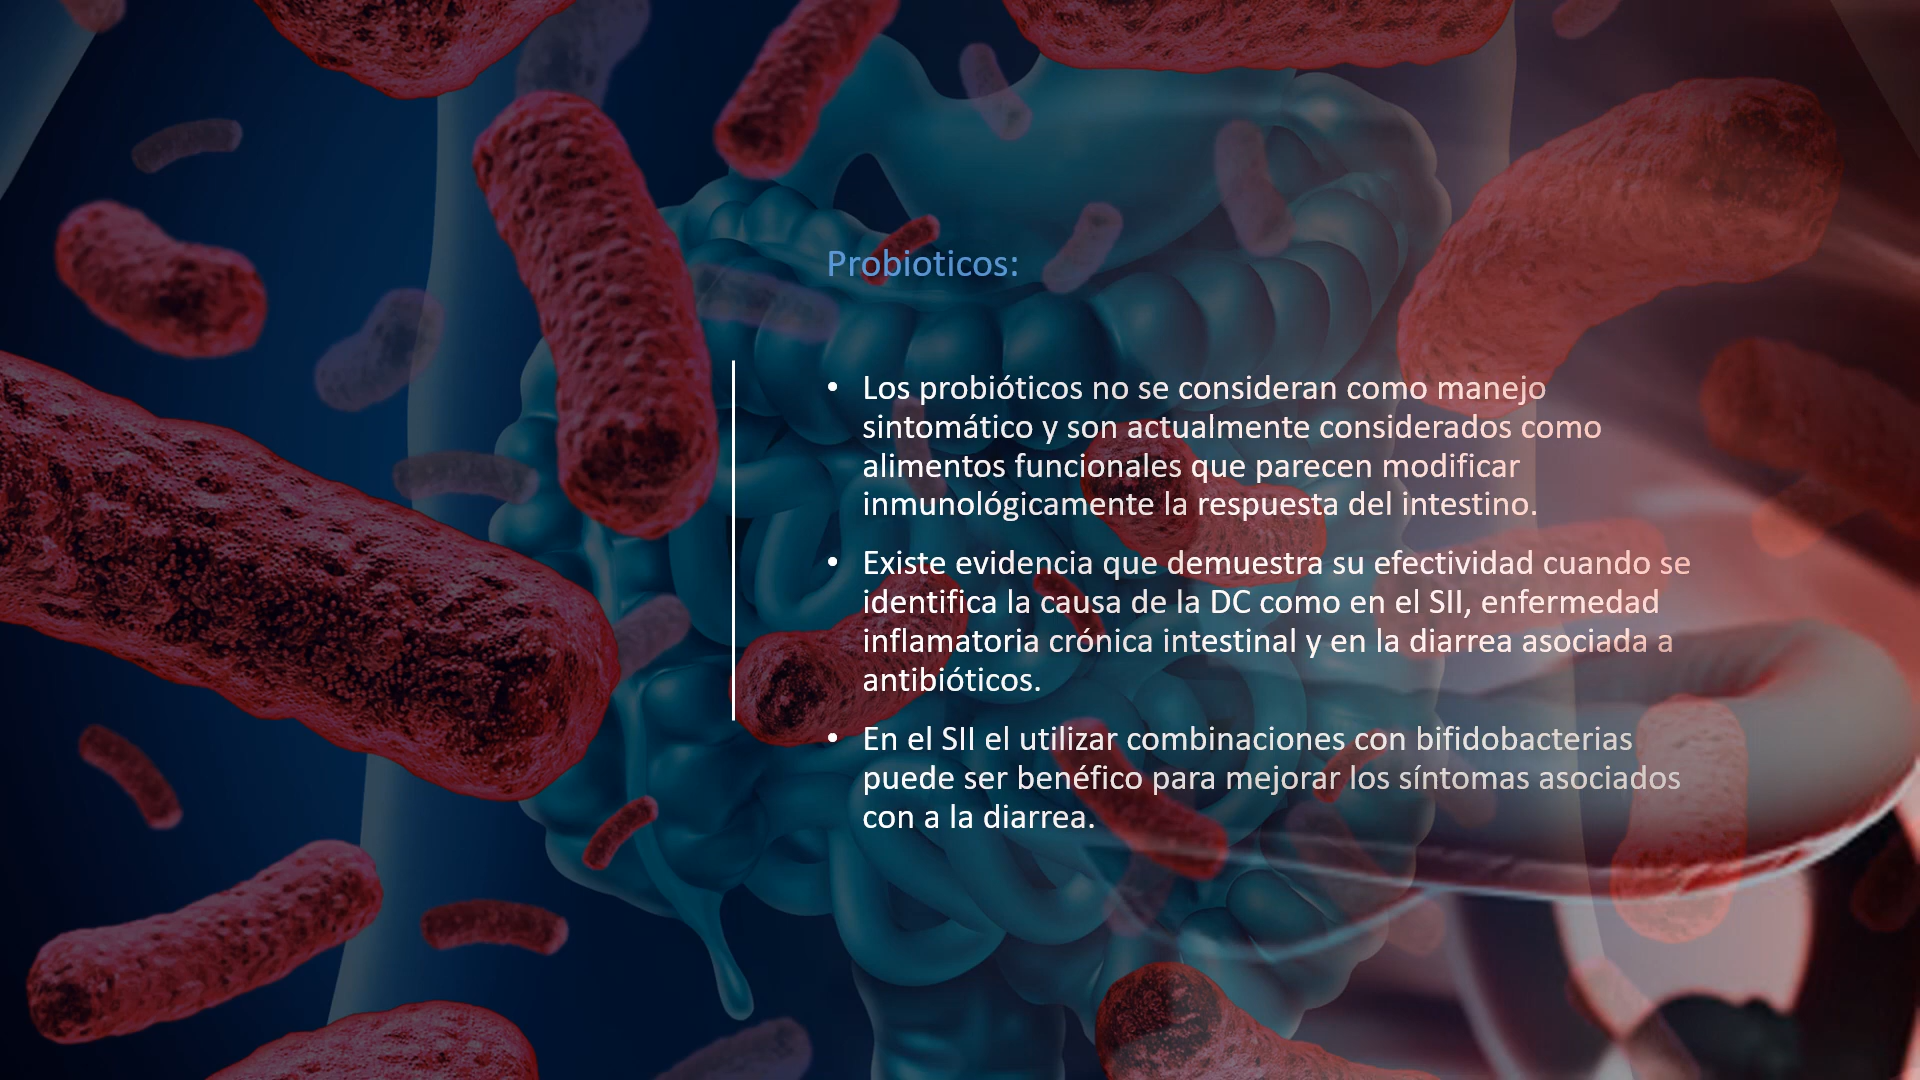 Probioticos:
• Los probióticos no se consideran como manejo
sintomático y son actualmente considerados como
alimentos funcionales que parecen modificar
inmunológicamente la respuesta del intestino.
• Existe evidencia que demuestra su efectividad cuando se
identifica la causa de la DC como en el SII, enfermedad
inflamatoria crónica intestinal y en la diarrea asociada a
antibióticos.
• En el SII el utilizar combinaciones con bifidobacterias
puede ser benéfico para mejorar los síntomas asociados
con a la diarrea.